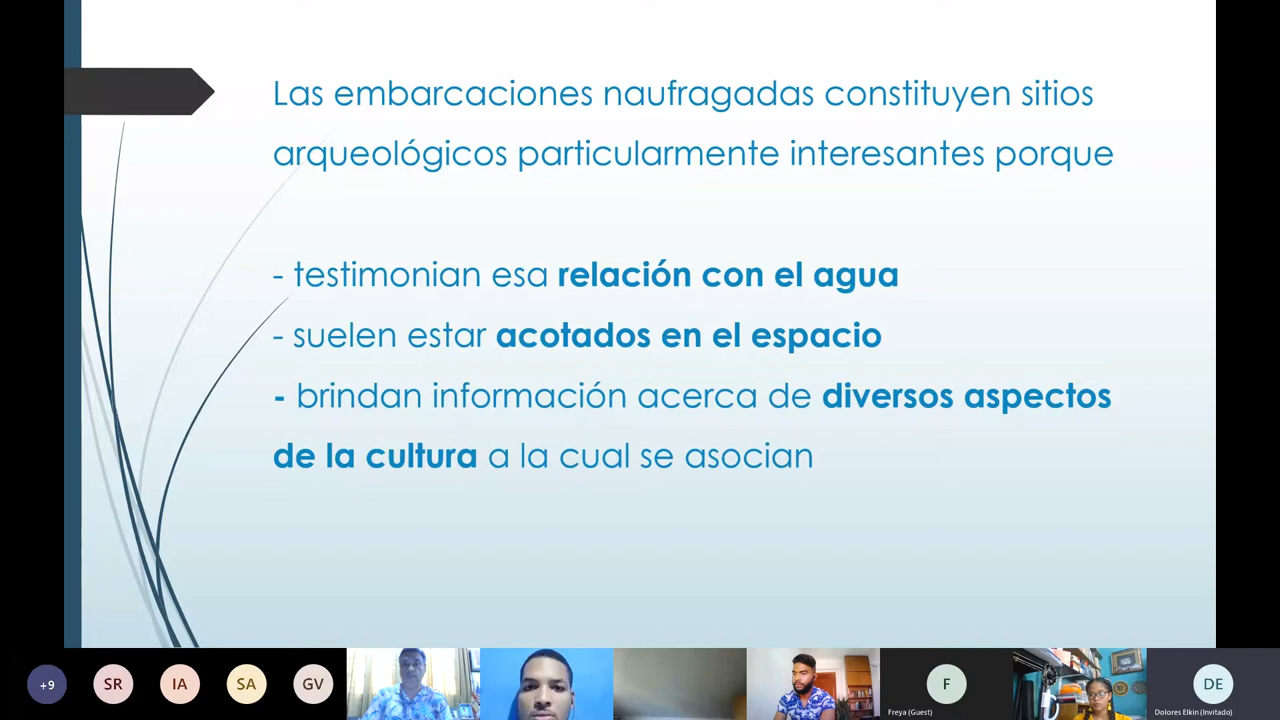 Las embarcaciones naufragadas constituyen sitios
arqueológicos particularmente interesantes porque
- testimonian esa relación con el agua
- suelen estar acotados en el espacio
- brindan información acerca de diversos aspectos
de la cultura a la cual se asocian
+9
SR
IA
SA
GV
F
DE
Freya (Guest)
Dolores Elkin (Invitado)